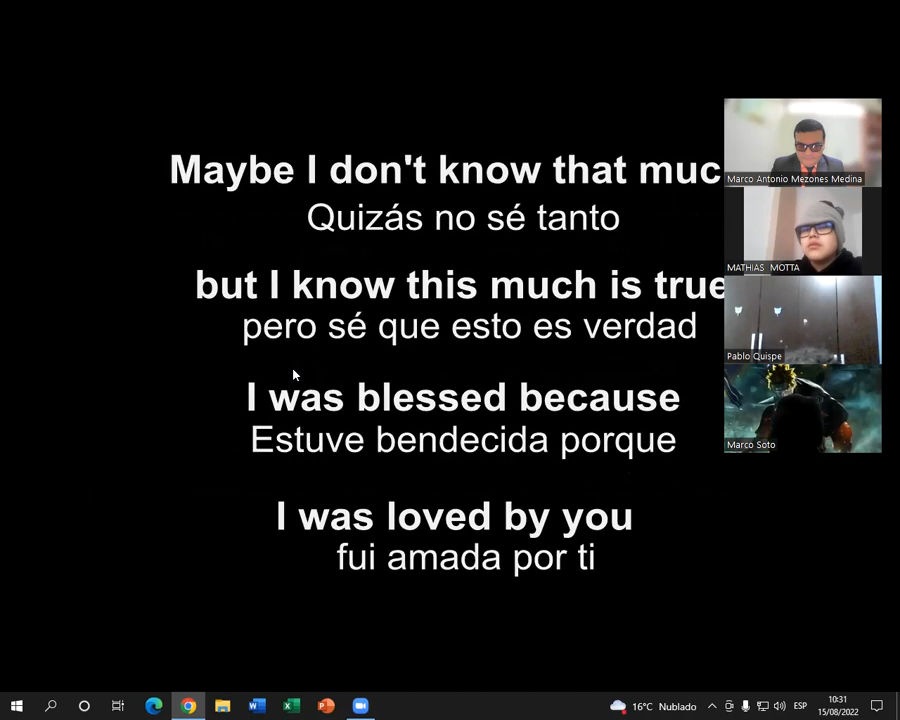 Maybe I don't know that muc
Quizás no sé tanto
but I know this much is true
pero sé que esto es verdad
I was blessed because
Estuve bendecida porque
I was loved by you
fui amada por ti
Marco Antonio Mezones Medina
MATHIAS MOTTA
Pablo Quispe
Marco Soto
16°C Nublado
ESP
10:31
15/08/2022